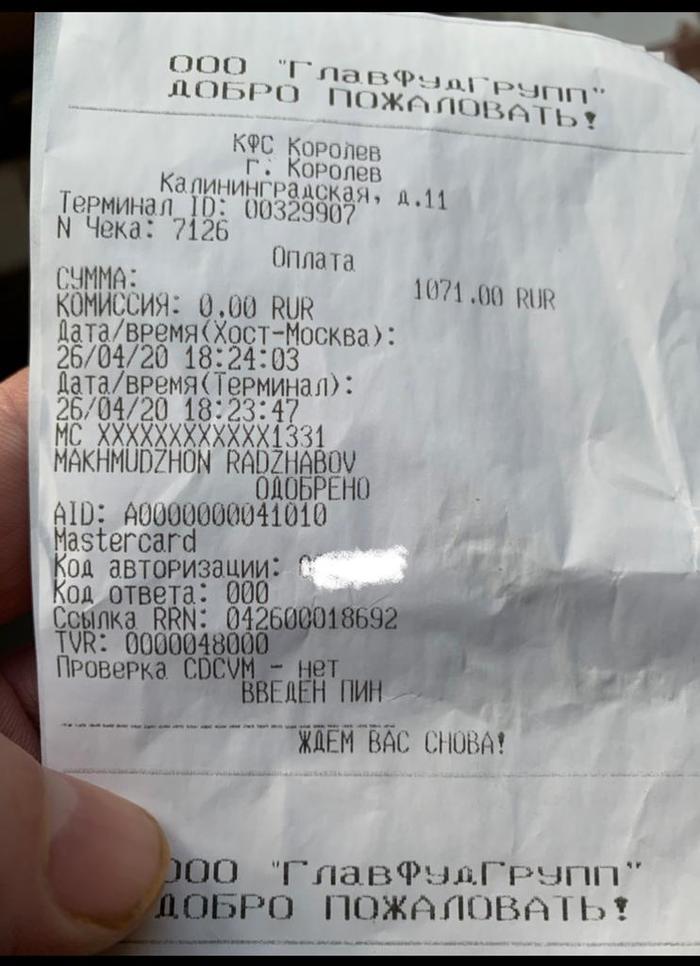 ООО "ГлавФудГрупп"
ДОБРО ПОЖАЛОВАТЬ!
КФС Королев
г. Королев
Калининградская, д.11
Терминал ID: 00329907
N Чека: 7126
Оплата
СУММА: 1071.00 RUR
КОМИССИЯ: 0.00 RUR
Дата/время(Хост-Москва):
26/04/20 18:24:03
Дата/время(Терминал):
26/04/20 18:23:47
МС XXXXXXXXXXXX1331
MAKHMUDZHON RADZHABOV
ОДОБРЕНО
AID: A0000000041010
Mastercard
Код авторизации:
Код ответа: 000
Ссылка RRN: 042600018692
TVR: 0000048000
Проверка CDCVM - нет
ВВЕДЕН ПИН
ЖДЕМ ВАС СНОВА!
ООО "ГлавФудГрупп"
ДОБРО ПОЖАЛОВАТЬ!